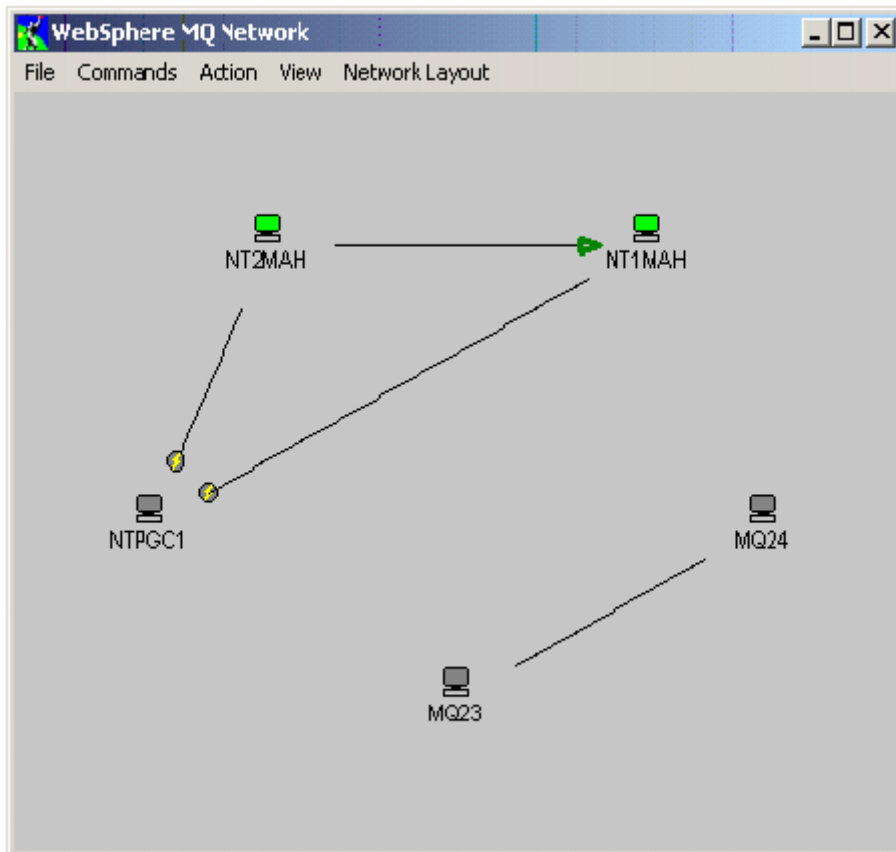 WebSphere MQ Network
File Commands Action View Network Layout
NT2MAH NT1MAH
NTPGC1 MQ24
MQ23